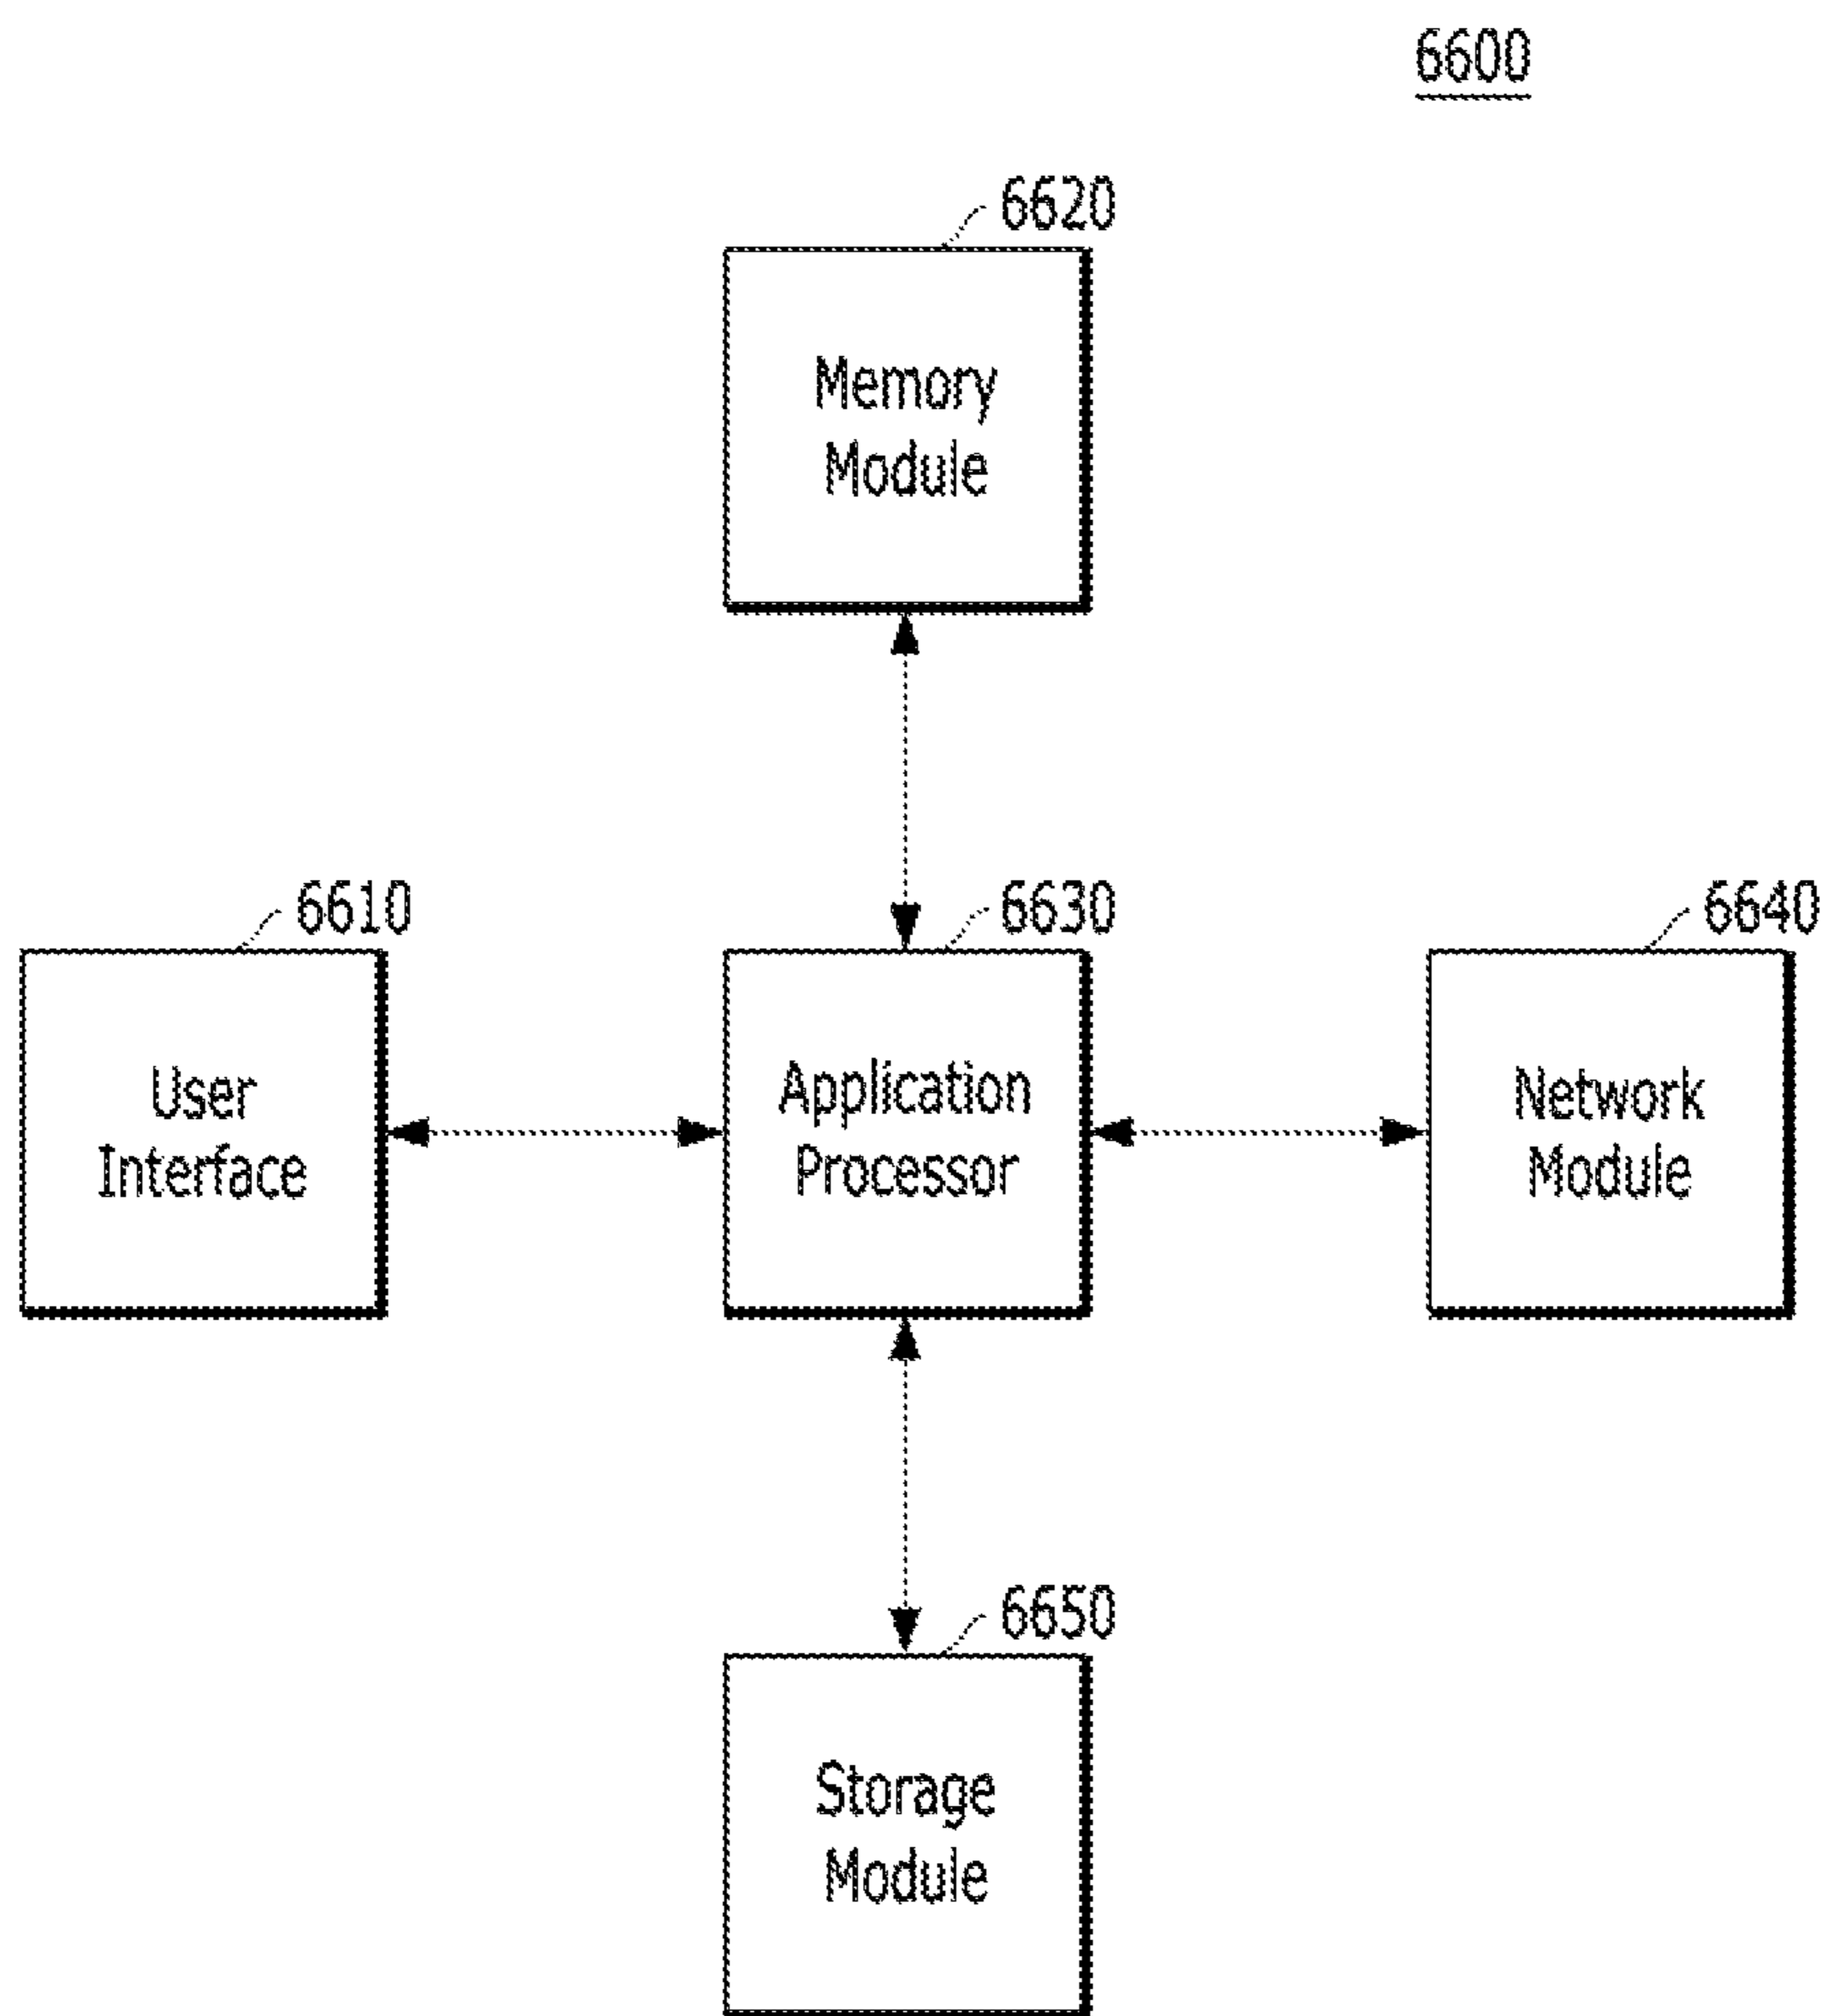 6600
6620
Memory
Module
6610
6630
6640
User
Interface
Application
Processor
Network
Module
6650
Storage
Module